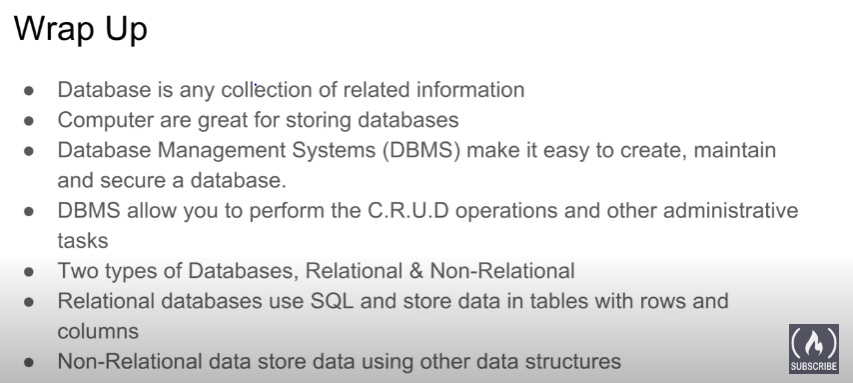 Wrap Up
● Database is any collection of related information
● Computer are great for storing databases
● Database Management Systems (DBMS) make it easy to create, maintain
and secure a database.
● DBMS allow you to perform the C.R.U.D operations and other administrative
tasks
● Two types of Databases, Relational & Non-Relational
● Relational databases use SQL and store data in tables with rows and
columns
● Non-Relational data store data using other data structures
SUBSCRIBE